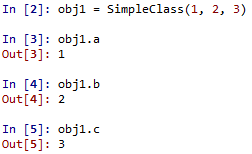 In [2]: obj1 = SimpleClass(1, 2, 3)
In [3]: obj1.a
Out[3]: 1
In [4]: obj1.b
Out[4]: 2
In [5]: obj1.c
Out[5]: 3